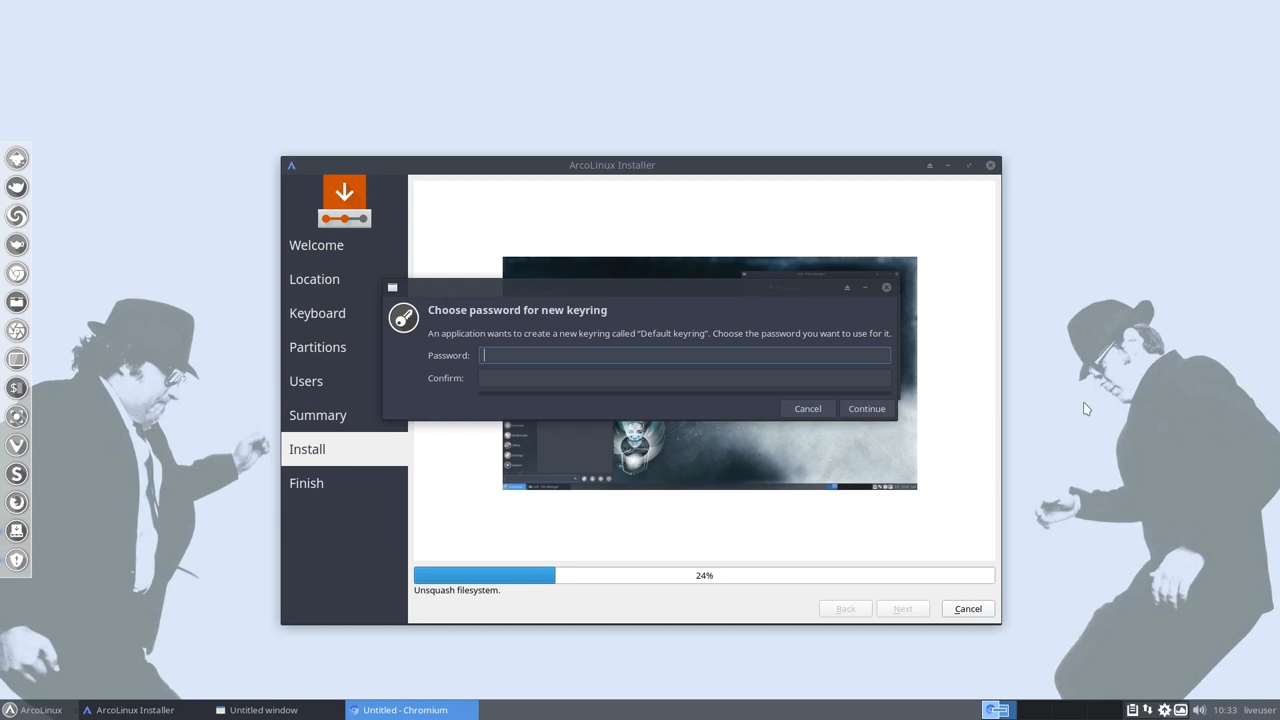 ArcoLinux Installer
Welcome
Location
Keyboard
Partitions
Users
Summary
Install
Finish
Choose password for new keyring
An application wants to create a new keyring called “Default keyring”. Choose the password you want to use for it.
Password:
Confirm:
Cancel
Continue
24%
Unsquash filesystem.
Back
Next
Cancel
ArcoLinux
ArcoLinux Installer
Untitled window
Untitled - Chromium
10:33
liveuser